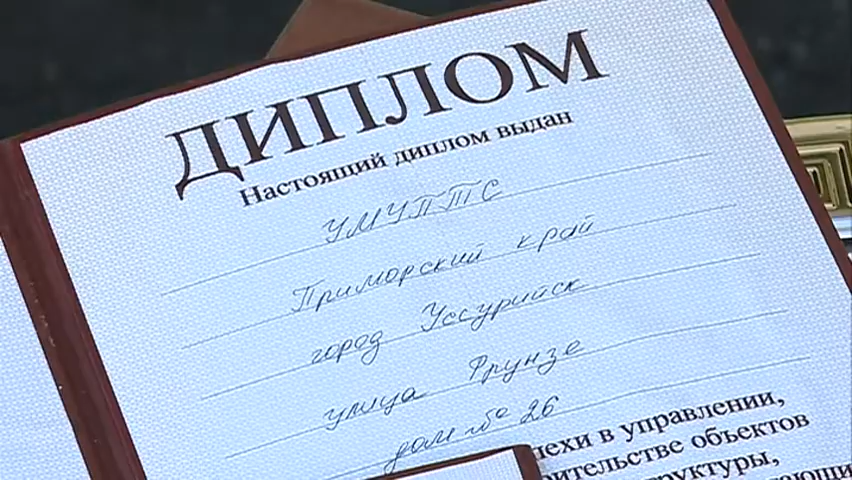 ДИПЛОМ
Настоящий диплом выдан
УМУПТС
Приморский край
город Уссурийск
улица Фрунзе
дом № 26
в управлении,
объектов